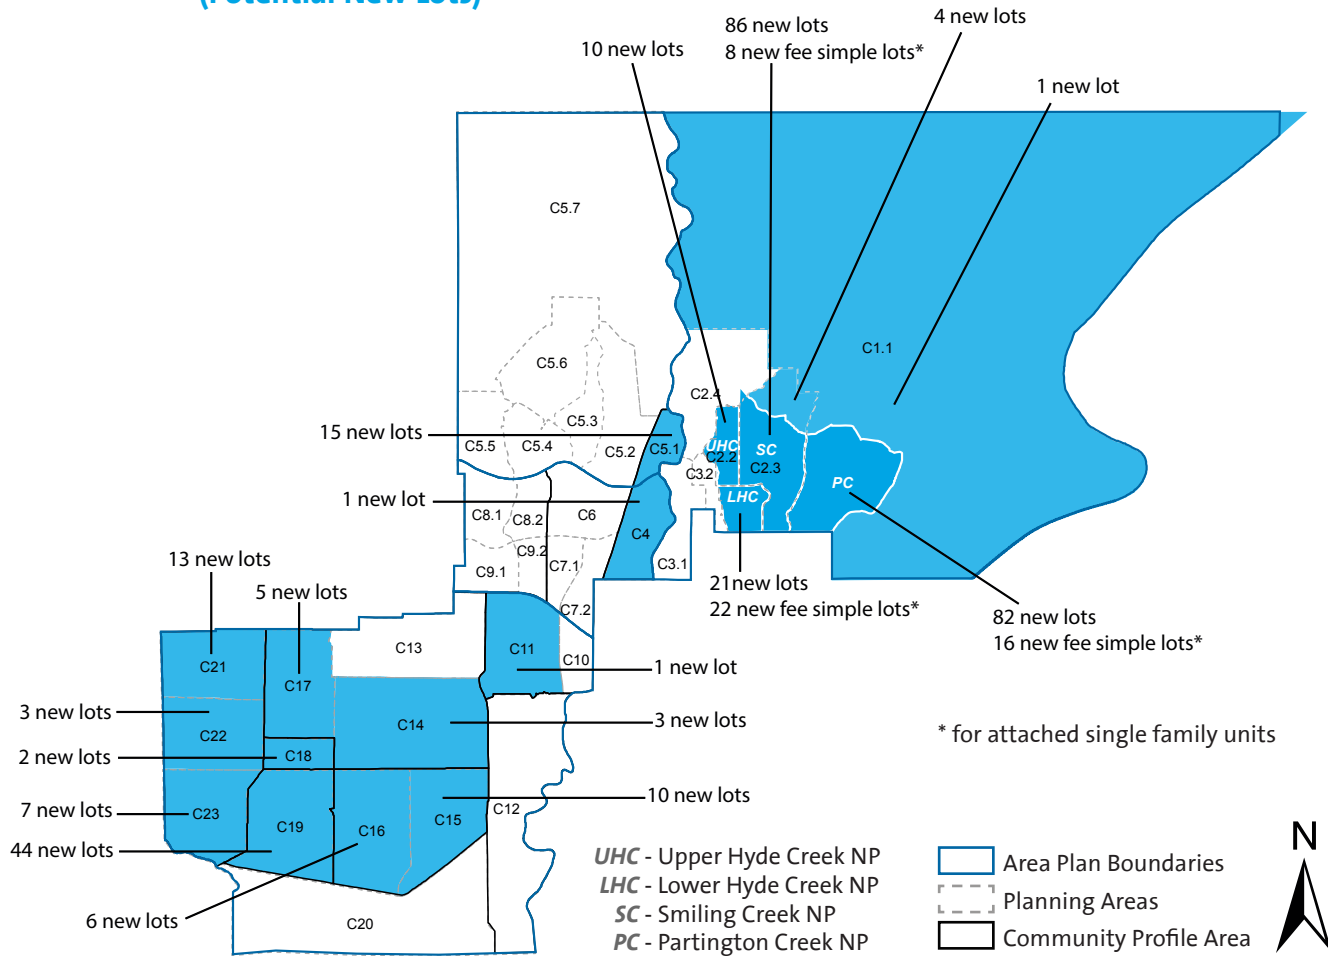 (Potential New Lots)
4 new lots
86 new lots
8 new fee simple lots*
10 new lots
1 new lot
C5.7
C1.1
C5.6
C2.4
C5.3
15 new lots
C5.5
C5.4
C5.2
C5.1
UHC
C2.2
SC
C2.3
C3.2
PC
LHC
1 new lot
C8.1
C8.2
C6
C4
C9.2
C9.1
C7.1
C3.1
13 new lots
5 new lots
21new lots
22 new fee simple lots*
C7.2
82 new lots
16 new fee simple lots*
C13
C11
C10
C21
C17
1 new lot
3 new lots
C22
C14
3 new lots
* for attached single family units
2 new lots
C18
10 new lots
7 new lots
C23
C19
C16
C15
C12
44 new lots
6 new lots
C20
UHC - Upper Hyde Creek NP
LHC - Lower Hyde Creek NP
SC - Smiling Creek NP
PC - Partington Creek NP
Area Plan Boundaries
Planning Areas
Community Profile Area
N